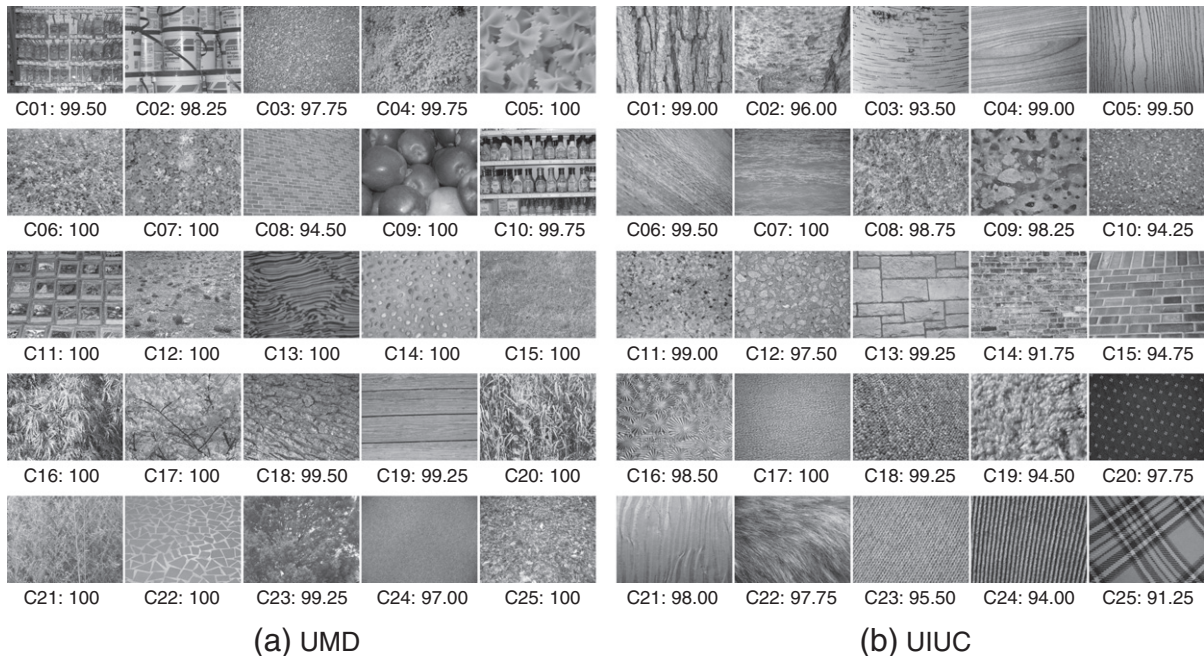 C01: 99.50 C02: 98.25 C03: 97.75 C04: 99.75 C05: 100
C01: 99.00 C02: 96.00 C03: 93.50 C04: 99.00 C05: 99.50
C06: 100 C07: 100 C08: 94.50 C09: 100 C10: 99.75
C06: 99.50 C07: 100 C08: 98.75 C09: 98.25 C10: 94.25
C11: 100 C12: 100 C13: 100 C14: 100 C15: 100
C11: 99.00 C12: 97.50 C13: 99.25 C14: 91.75 C15: 94.75
C16: 100 C17: 100 C18: 99.50 C19: 99.25 C20: 100
C16: 98.50 C17: 100 C18: 99.25 C19: 94.50 C20: 97.75
C21: 100 C22: 100 C23: 99.25 C24: 97.00 C25: 100
C21: 98.00 C22: 97.75 C23: 95.50 C24: 94.00 C25: 91.25
(a) UMD
(b) UIUC